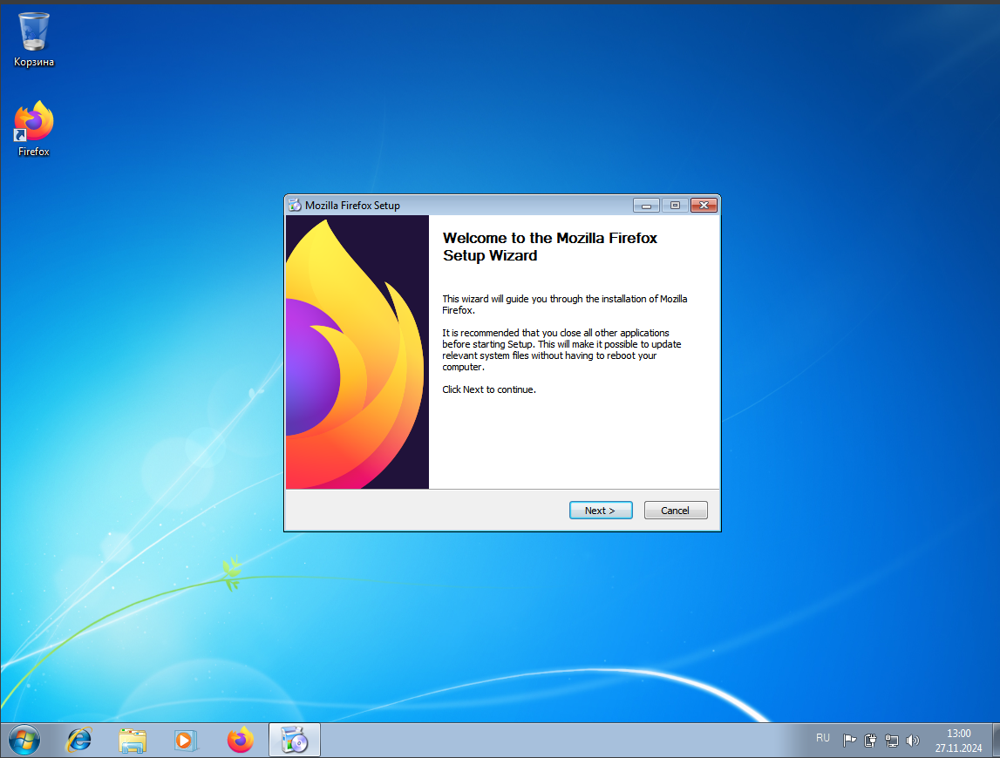 Корзина
Firefox
Mozilla Firefox Setup
Welcome to the Mozilla Firefox
Setup Wizard
This wizard will guide you through the installation of Mozilla
Firefox.
It is recommended that you close all other applications
before starting Setup. This will make it possible to update
relevant system files without having to reboot your
computer.
Click Next to continue.
Next >
Cancel
RU
13:00
27.11.2024